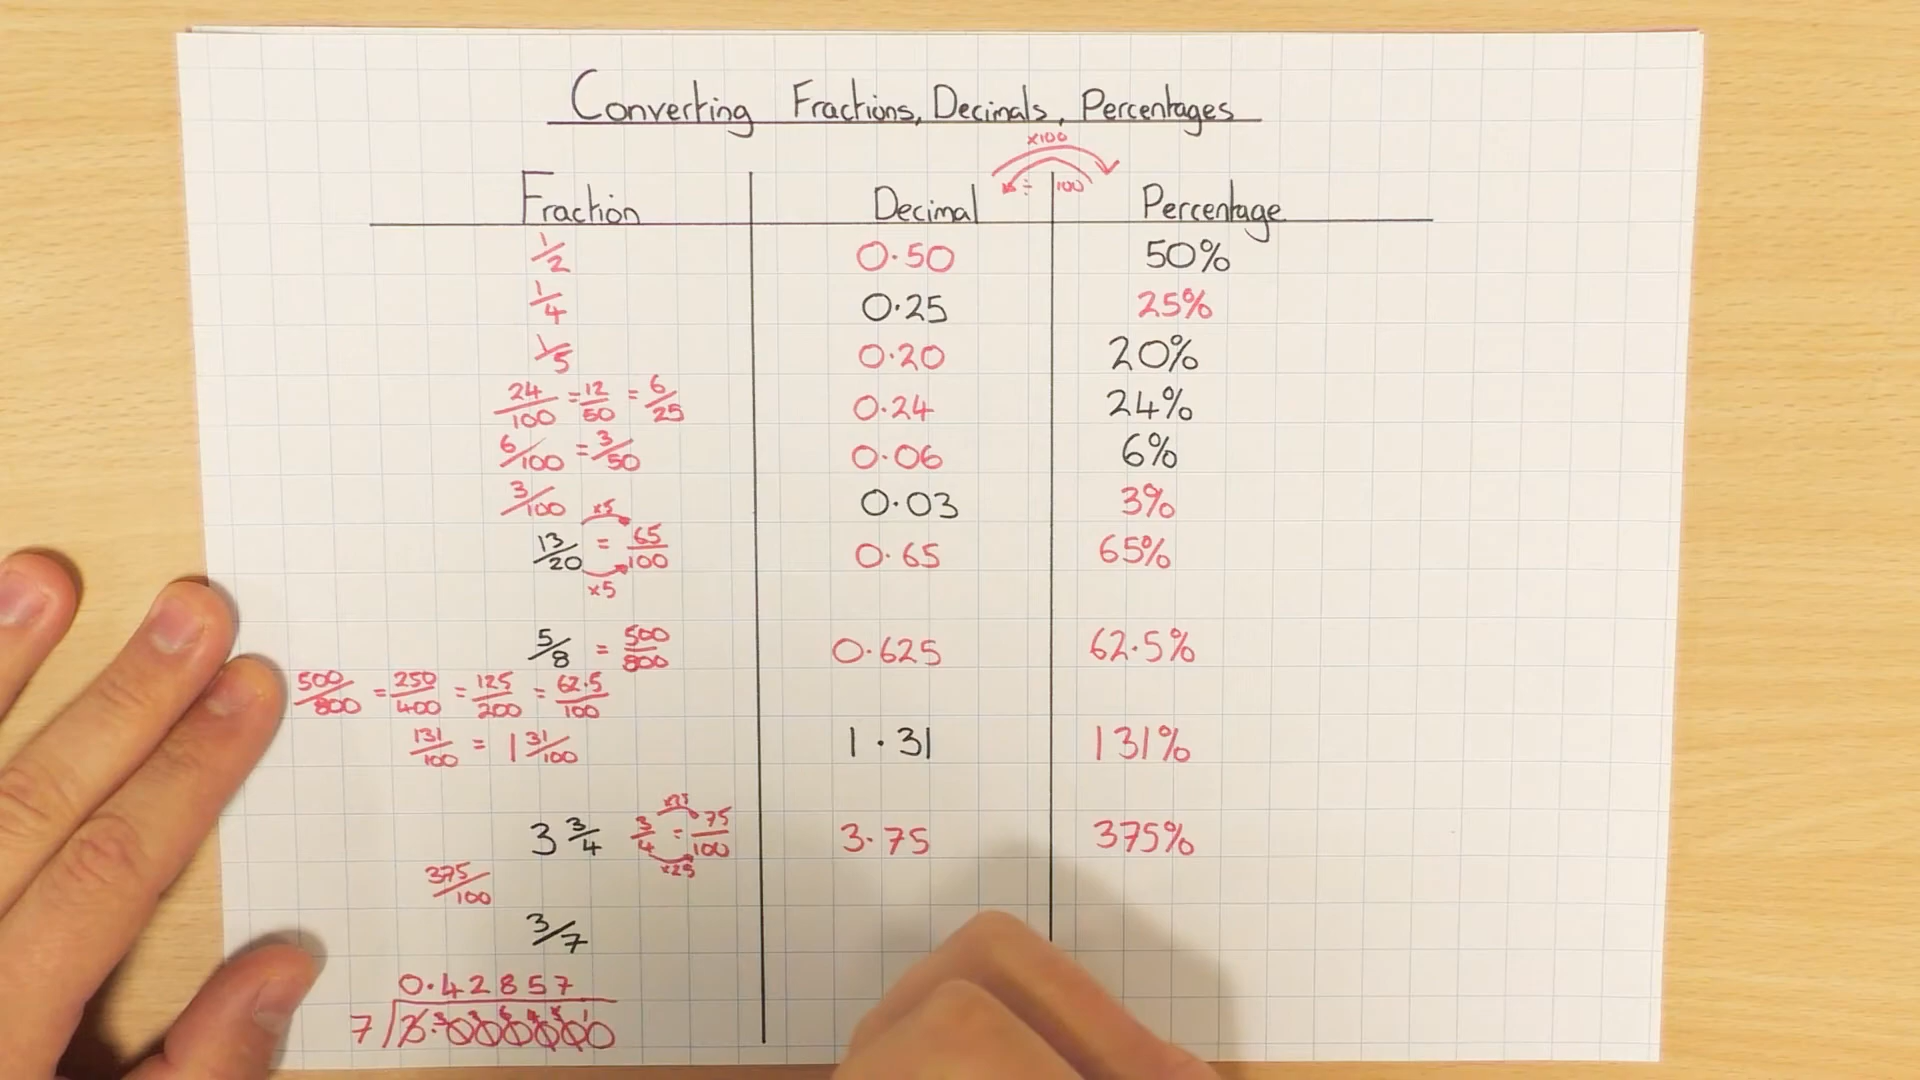 Converting Fractions, Decimals, Percentages
×100
÷ 100
Fraction Decimal Percentage
1/2 0.50 50%
1/4 0.25 25%
1/5 0.20 20%
24/100 = 12/50 = 6/25 0.24 24%
6/100 = 3/50 0.06 6%
3/100 0.03 3%
×5
13/20 = 65/100 0.65 65%
×5
5/8 = 500/800 0.625 62.5%
500/800 = 250/400 = 125/200 = 62.5/100
131/100 = 1 31/100 1.31 131%
×25
3 3/4 3/4 = 75/100 3.75 375%
×25
375/100
3/7
0.42857
7 3.000000